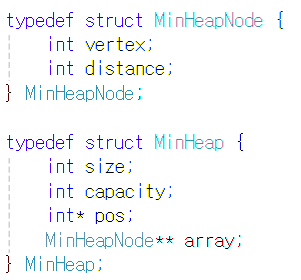 typedef struct MinHeapNode {
    int vertex;
    int distance;
} MinHeapNode;

typedef struct MinHeap {
    int size;
    int capacity;
    int* pos;
    MinHeapNode** array;
} MinHeap;